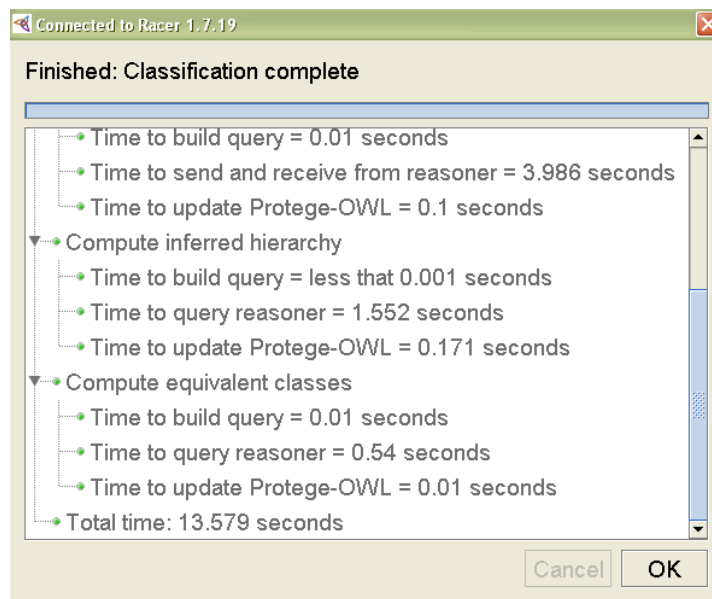 Connected to Racer 1.7.19
Finished: Classification complete
Time to build query = 0.01 seconds
Time to send and receive from reasoner = 3.986 seconds
Time to update Protege-OWL = 0.1 seconds
Compute inferred hierarchy
Time to build query = less that 0.001 seconds
Time to query reasoner = 1.552 seconds
Time to update Protege-OWL = 0.171 seconds
Compute equivalent classes
Time to build query = 0.01 seconds
Time to query reasoner = 0.54 seconds
Time to update Protege-OWL = 0.01 seconds
Total time: 13.579 seconds
Cancel OK